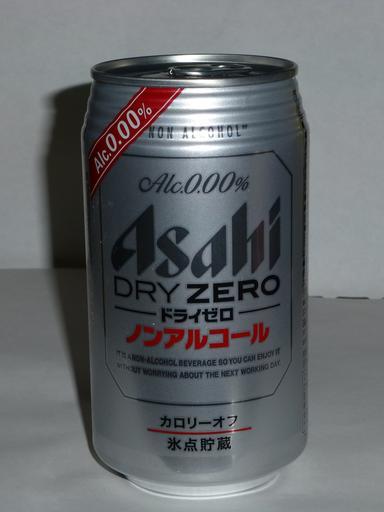 Alc.0.00%
NON ALCOHOL"
Alc.0.00%
Asahi
DRY ZERO
ドライゼロ
ノンアルコール
IT IS A NON-ALCOHOL BEVERAGE SO YOU CAN ENJOY IT
WITHOUT WORRYING ABOUT THE NEXT WORKING DAY.
カロリーオフ
氷点貯蔵